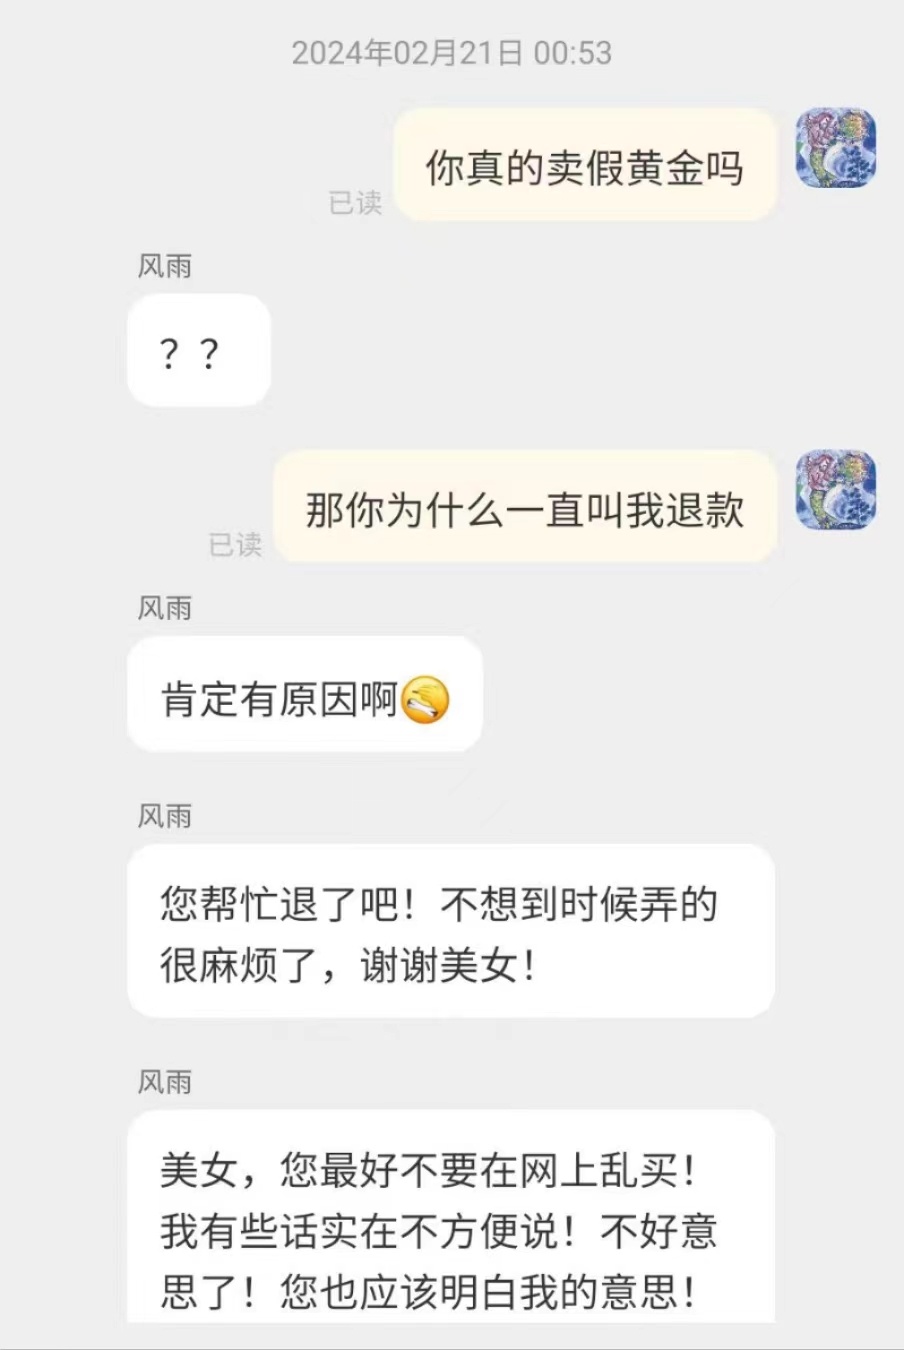 2024年02月21日 00:53
你真的卖假黄金吗
已读
风雨
？？
那你为什么一直叫我退款
已读
风雨
肯定有原因啊
风雨
您帮忙退了吧！不想到时候弄的
很麻烦了，谢谢美女！
风雨
美女，您最好不要在网上乱买！
我有些话实在不方便说！不好意
思了！您也应该明白我的意思！